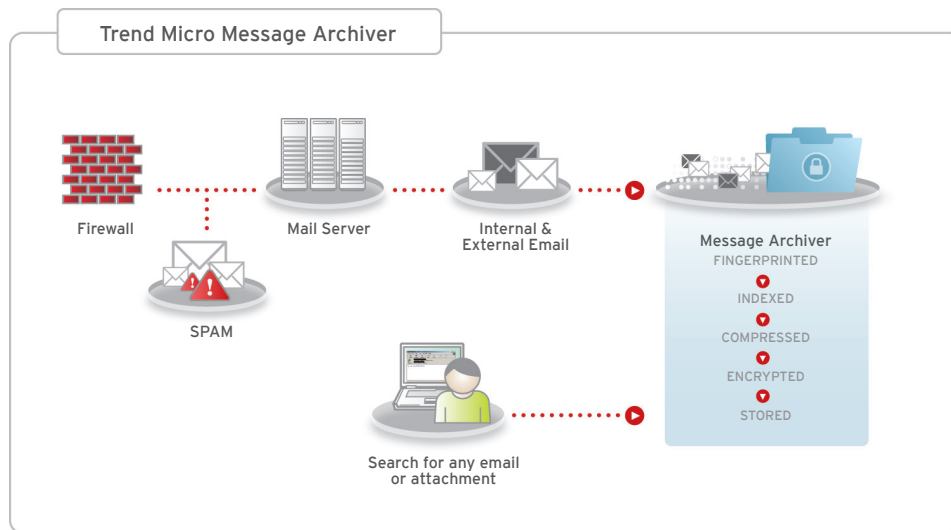 Trend Micro Message Archiver
Firewall
Mail Server
Internal &
External Email
SPAM
Message Archiver
FINGERPRINTED
INDEXED
COMPRESSED
ENCRYPTED
STORED
Search for any email
or attachment